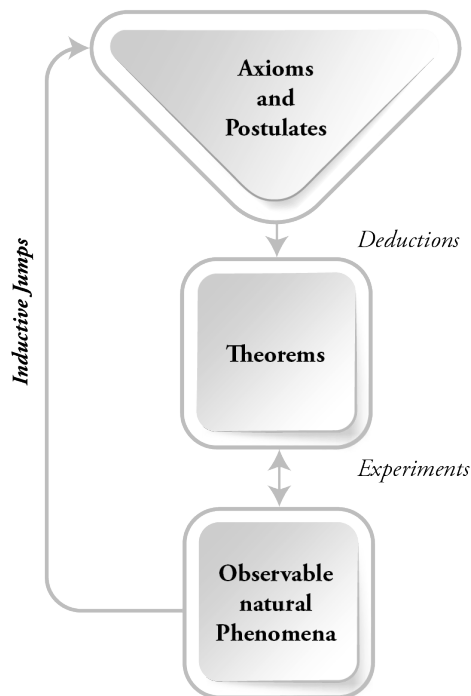 Axioms
and
Postulates
Deductions
Inductive Jumps
Theorems
Experiments
Observable
natural
Phenomena